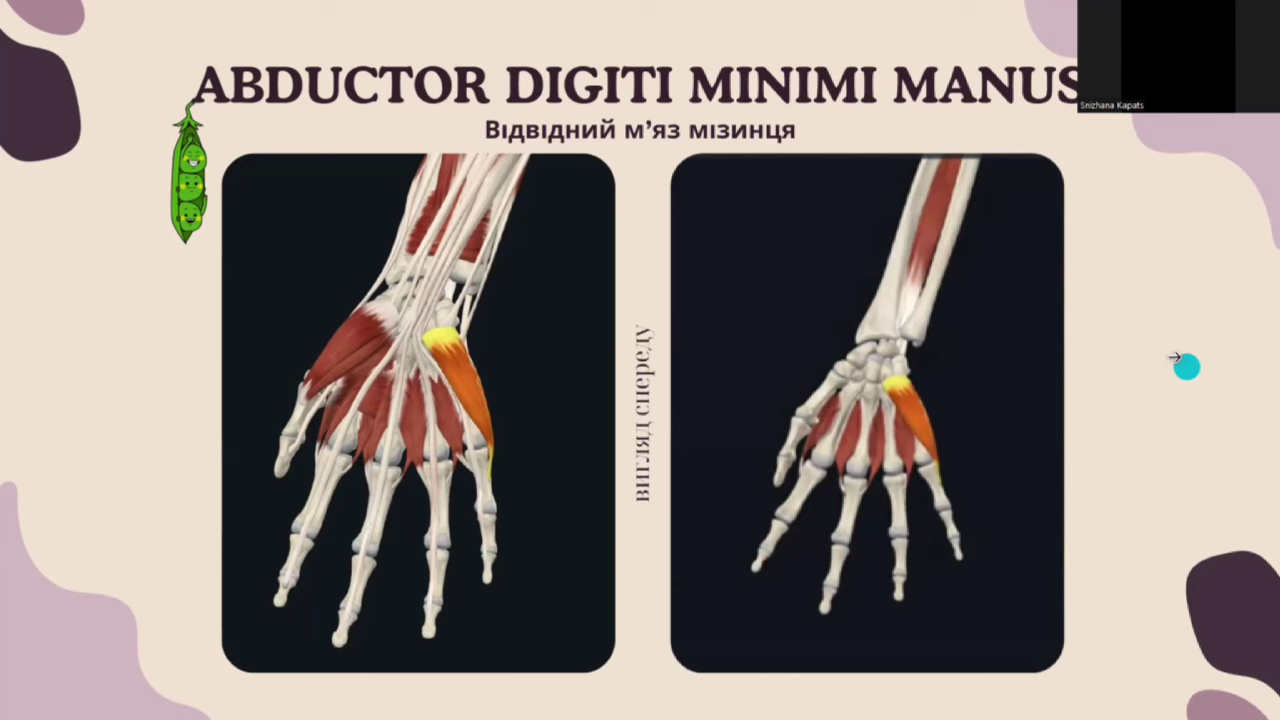 ABDUCTOR DIGITI MINIMI MANUS
Відвідний м’яз мізинця
вигляд спереду
Snizhana Kapats